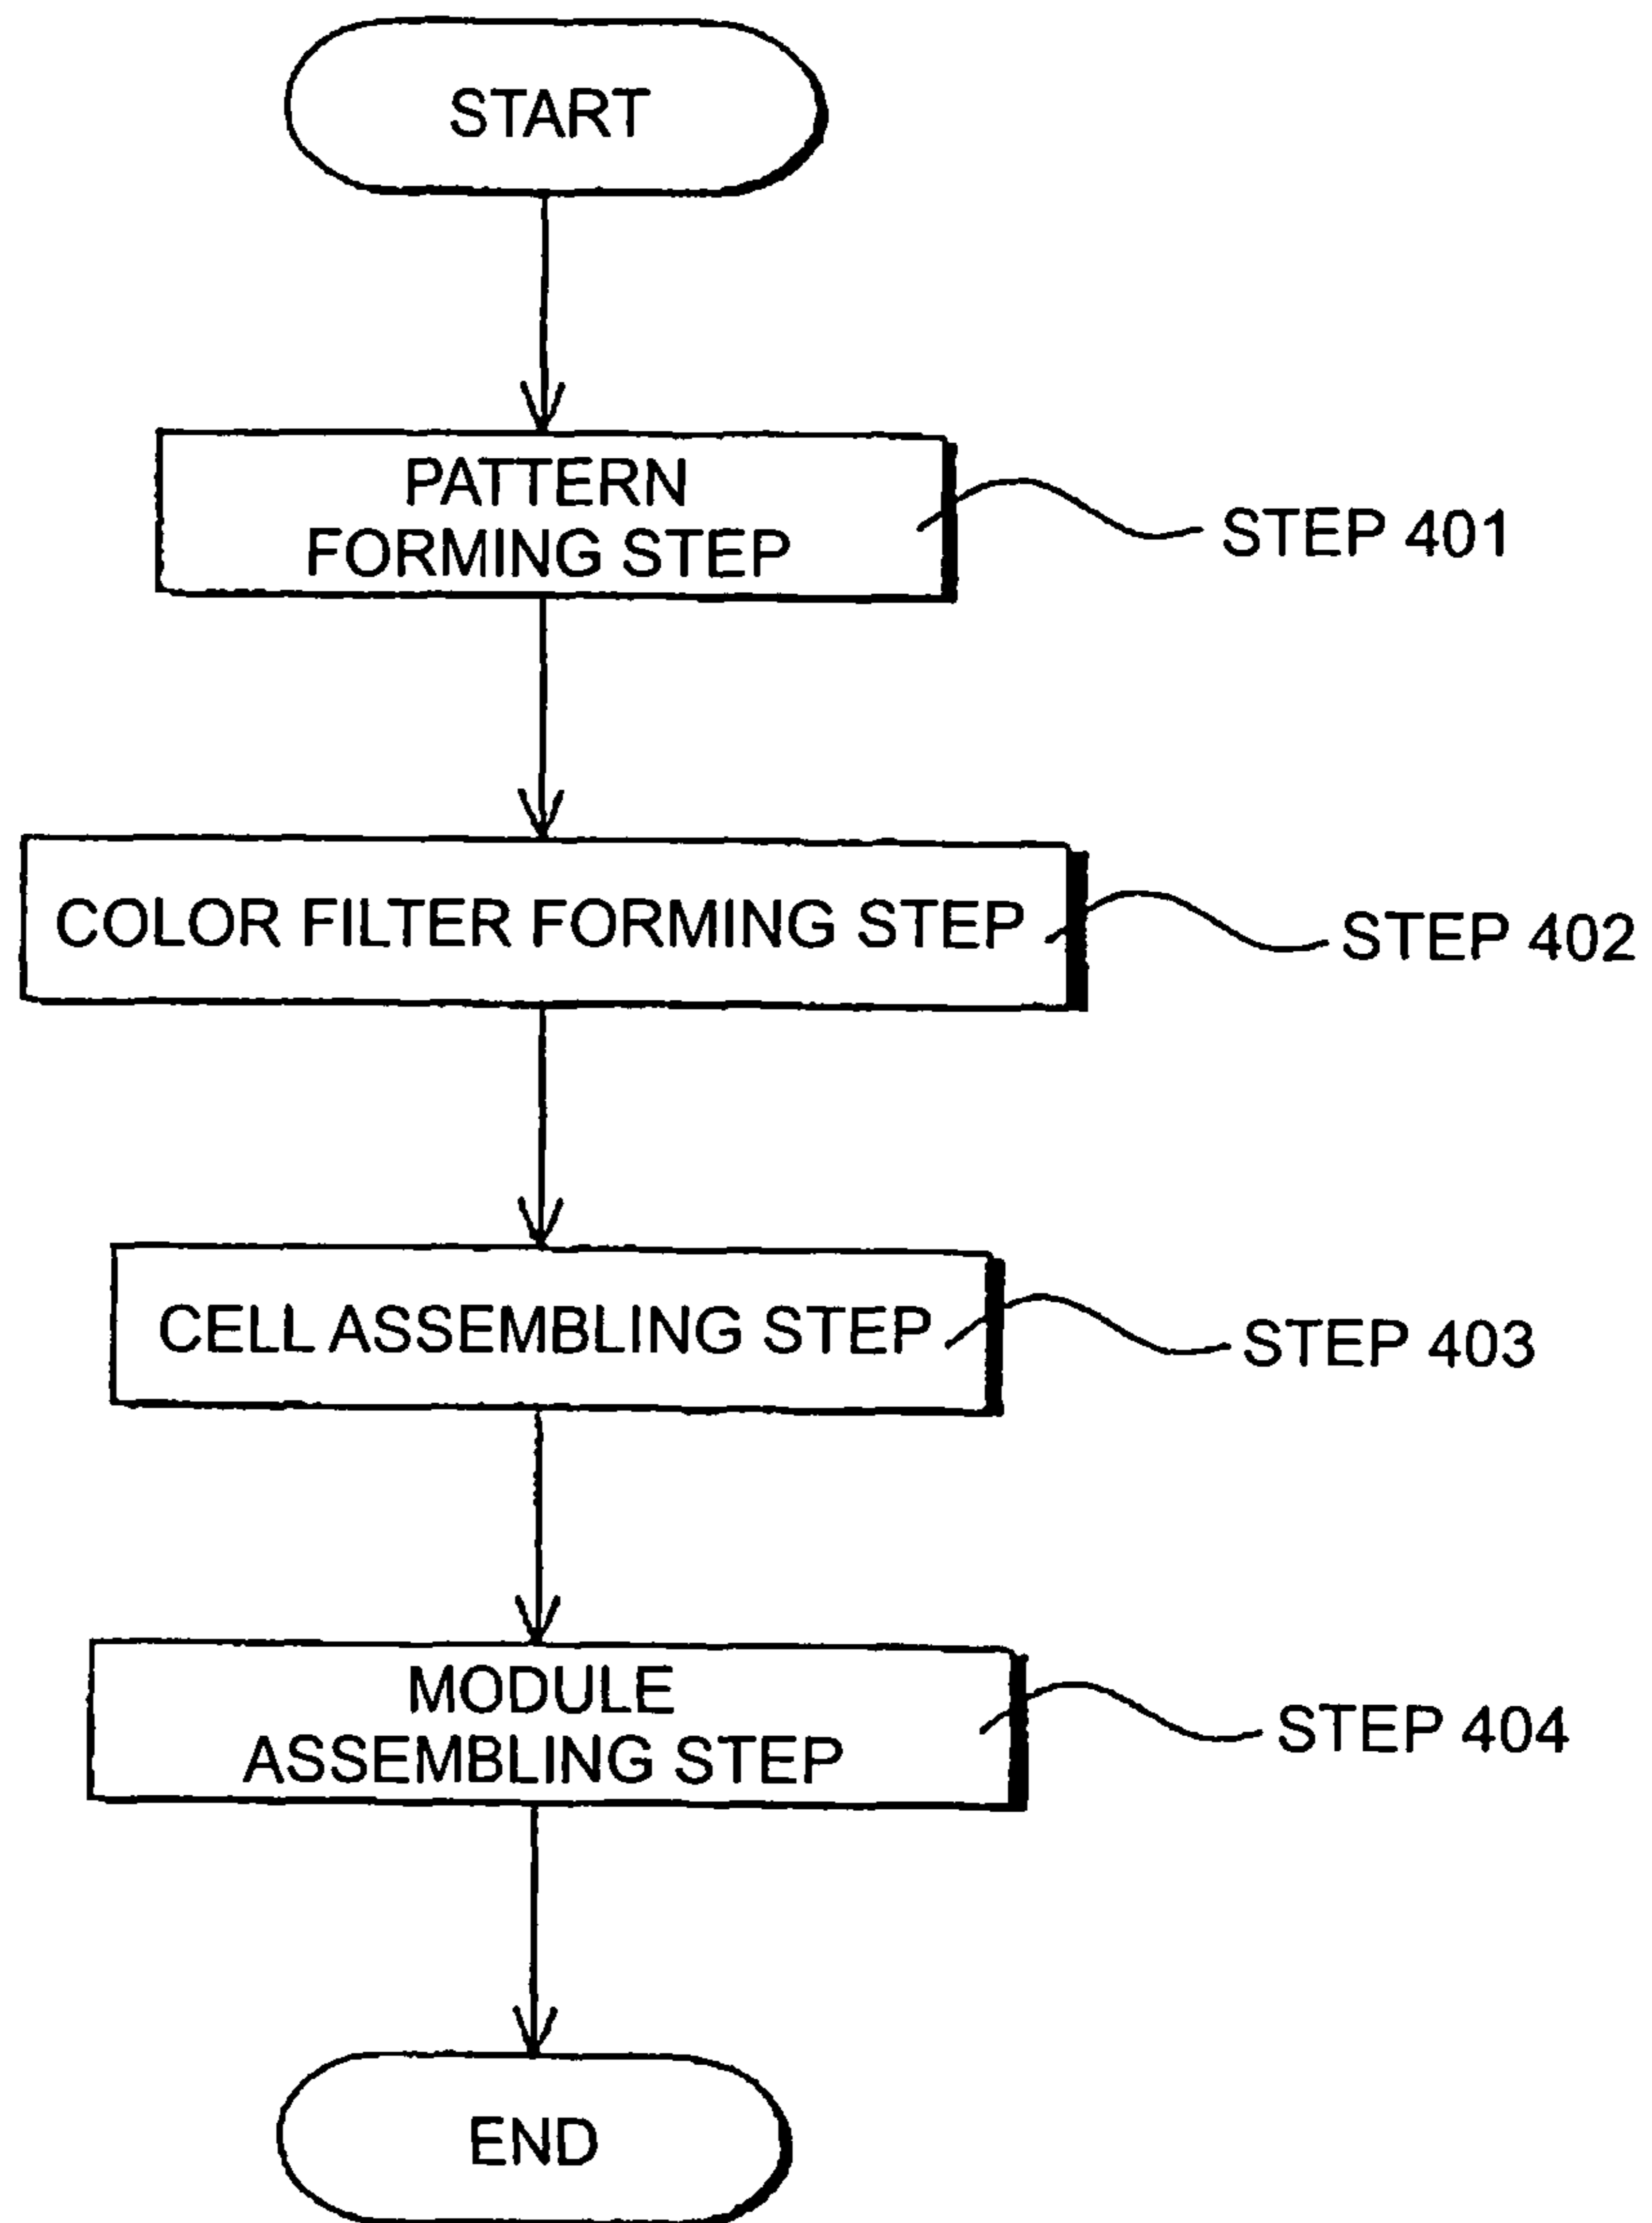 START
PATTERN
FORMING STEP
STEP 401
COLOR FILTER FORMING STEP
STEP 402
CELL ASSEMBLING STEP
STEP 403
MODULE
ASSEMBLING STEP
STEP 404
END